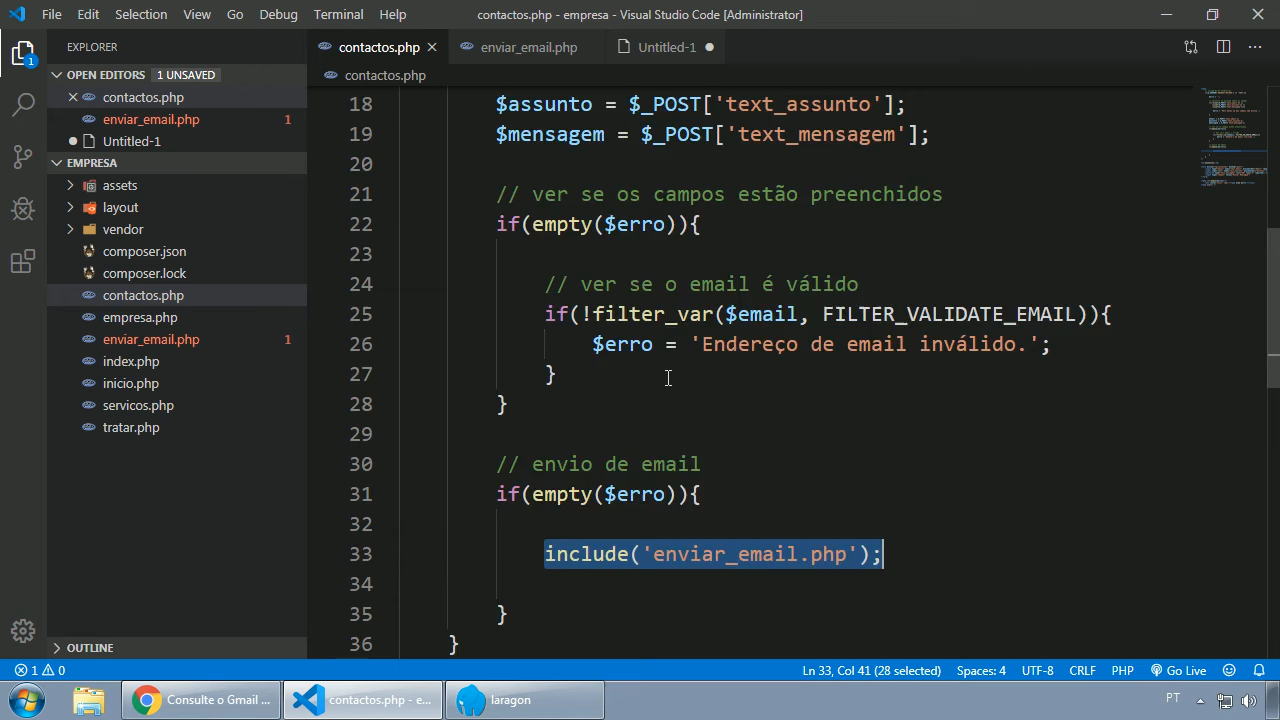 File Edit Selection View Go Debug Terminal Help contactos.php - empresa - Visual Studio Code [Administrator]
EXPLORER
contactos.php enviar_email.php Untitled-1
OPEN EDITORS 1 UNSAVED
contactos.php
enviar_email.php 1
Untitled-1
EMPRESA
assets
layout
vendor
composer.json
composer.lock
contactos.php
empresa.php
enviar_email.php 1
index.php
inicio.php
servicos.php
tratar.php
OUTLINE
contactos.php
18 $assunto = $_POST['text_assunto'];
19 $mensagem = $_POST['text_mensagem'];
20
21 // ver se os campos estão preenchidos
22 if(empty($erro)){
23
24 // ver se o email é válido
25 if(!filter_var($email, FILTER_VALIDATE_EMAIL)){
26 $erro = 'Endereço de email inválido.';
27 }
28 }
29
30 // envio de email
31 if(empty($erro)){
32
33 include('enviar_email.php');
34
35 }
36 }
1 0 Ln 33, Col 41 (28 selected) Spaces: 4 UTF-8 CRLF PHP Go Live
Consulte o Gmail ... contactos.php - e... laragon PT